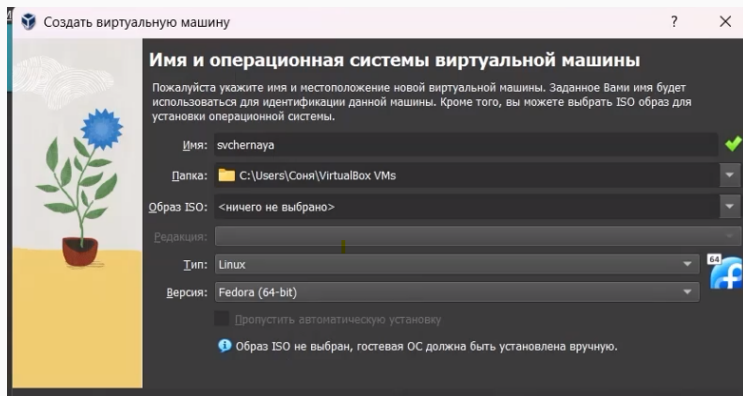 Создать виртуальную машину
?
Имя и операционная системы виртуальной машины
Пожалуйста укажите имя и местоположение новой виртуальной машины. Заданное Вами имя будет
использоваться для идентификации данной машины. Кроме того, вы можете выбрать ISO образ для
установки операционной системы.
Имя: svchernaya
Папка: C:\Users\Соня\VirtualBox VMs
Образ ISO: <ничего не выбрано>
Редакция:
Тип: Linux
64
Версия: Fedora (64-bit)
Пропустить автоматическую установку
Образ ISO не выбран, гостевая ОС должна быть установлена вручную.